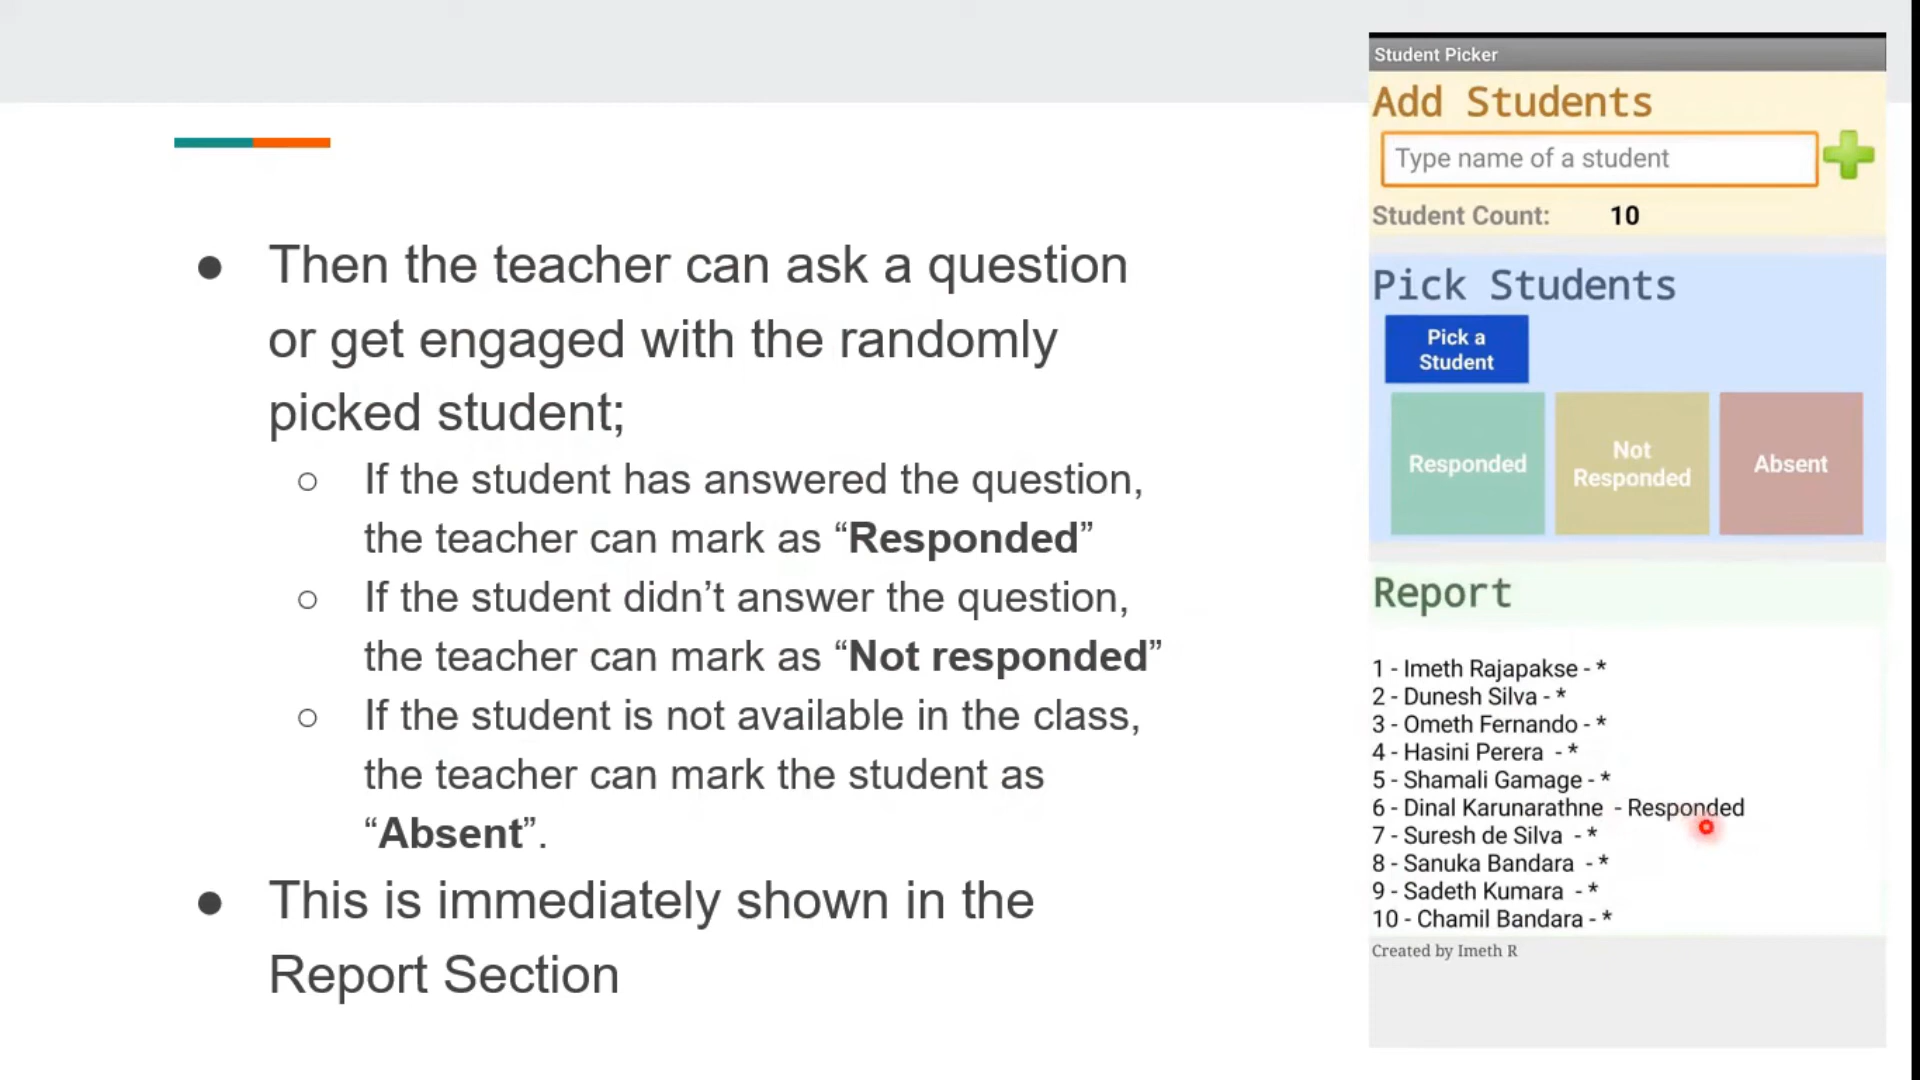 ● Then the teacher can ask a question
or get engaged with the randomly
picked student;
○ If the student has answered the question,
the teacher can mark as “Responded”
○ If the student didn’t answer the question,
the teacher can mark as “Not responded”
○ If the student is not available in the class,
the teacher can mark the student as
“Absent”.
● This is immediately shown in the
Report Section
Student Picker
Add Students
Type name of a student
Student Count: 10
Pick Students
Pick a
Student
Responded
Not
Responded
Absent
Report
1 - Imeth Rajapakse - *
2 - Dunesh Silva - *
3 - Ometh Fernando - *
4 - Hasini Perera - *
5 - Shamali Gamage - *
6 - Dinal Karunarathne - Responded
7 - Suresh de Silva - *
8 - Sanuka Bandara - *
9 - Sadeth Kumara - *
10 - Chamil Bandara - *
Created by Imeth R